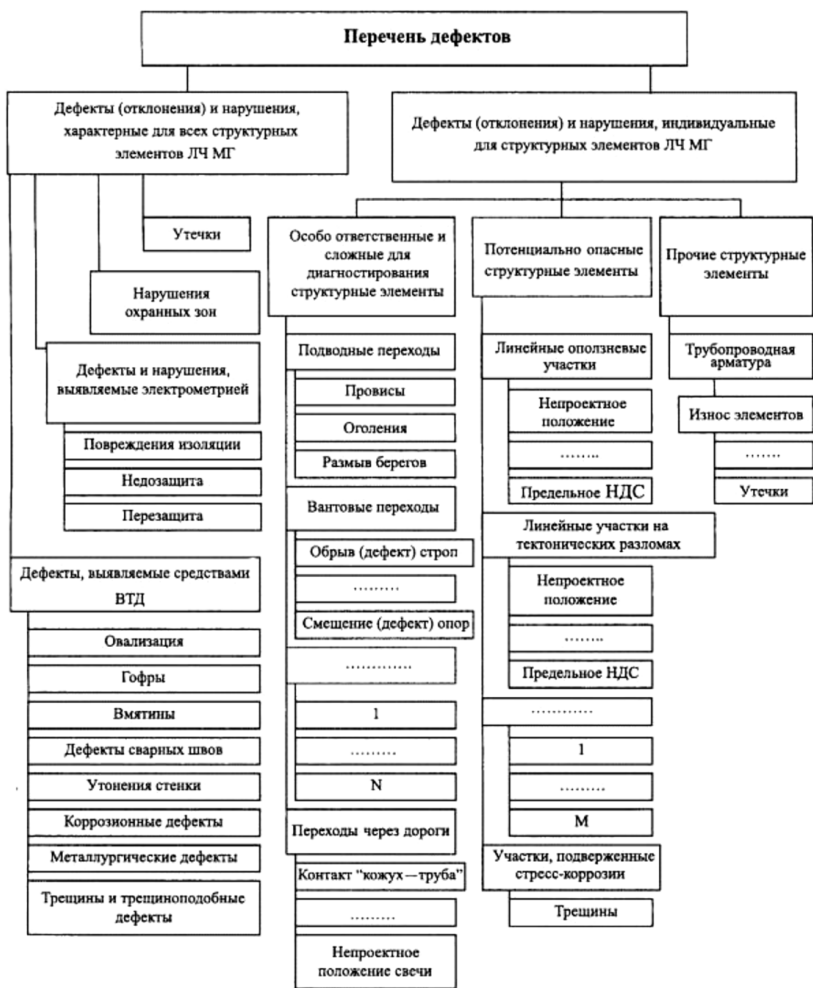 Перечень дефектов
Дефекты (отклонения) и нарушения,
характерные для всех структурных
элементов ЛЧ МГ
Утечки
Нарушения
охранных зон
Дефекты и нарушения,
выявляемые электрометрией
Повреждения изоляции
Недозащита
Перезащита
Дефекты, выявляемые средствами
ВТД
Овализация
Гофры
Вмятины
Дефекты сварных швов
Утонения стенки
Коррозионные дефекты
Металлургические дефекты
Трещины и трещиноподобные
дефекты
Дефекты (отклонения) и нарушения, индивидуальные
для структурных элементов ЛЧ МГ
Особо ответственные и
сложные для
диагностирования
структурные элементы
Подводные переходы
Провисы
Оголения
Размыв берегов
Вантовые переходы
Обрыв (дефект) строп
.........
Смещение (дефект) опор
.............
1
.........
N
Переходы через дороги
Контакт “кожух—труба”
.........
Непроектное
положение свечи
Потенциально опасные
структурные элементы
Линейные оползневые
участки
Непроектное
положение
........
Предельное НДС
Линейные участки на
тектонических разломах
Непроектное
положение
........
Предельное НДС
............
1
.........
М
Участки, подверженные
стресс-коррозии
Трещины
Прочие структурные
элементы
Трубопроводная
арматура
Износ элементов
.......
Утечки